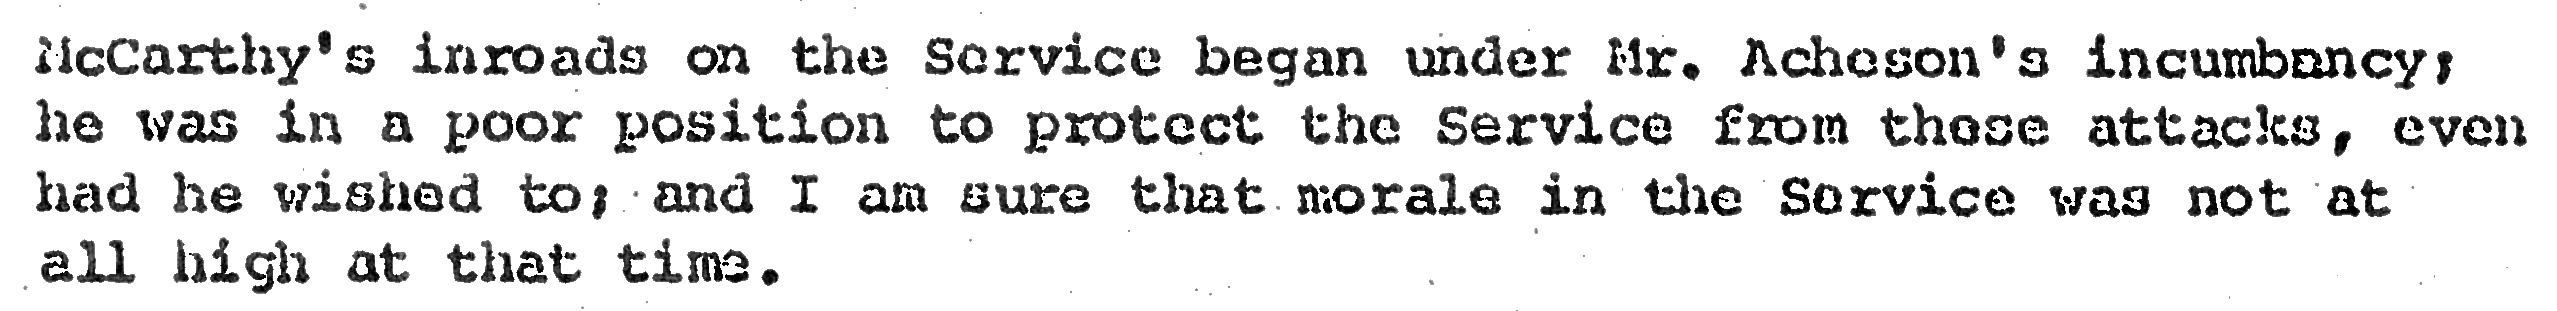 McCarthy's inroads on the Service began under Mr. Acheson's incumbency;
he was in a poor position to protect the Service from those attacks, even
had he wished to; and I am sure that morale in the Service was not at
all high at that time.